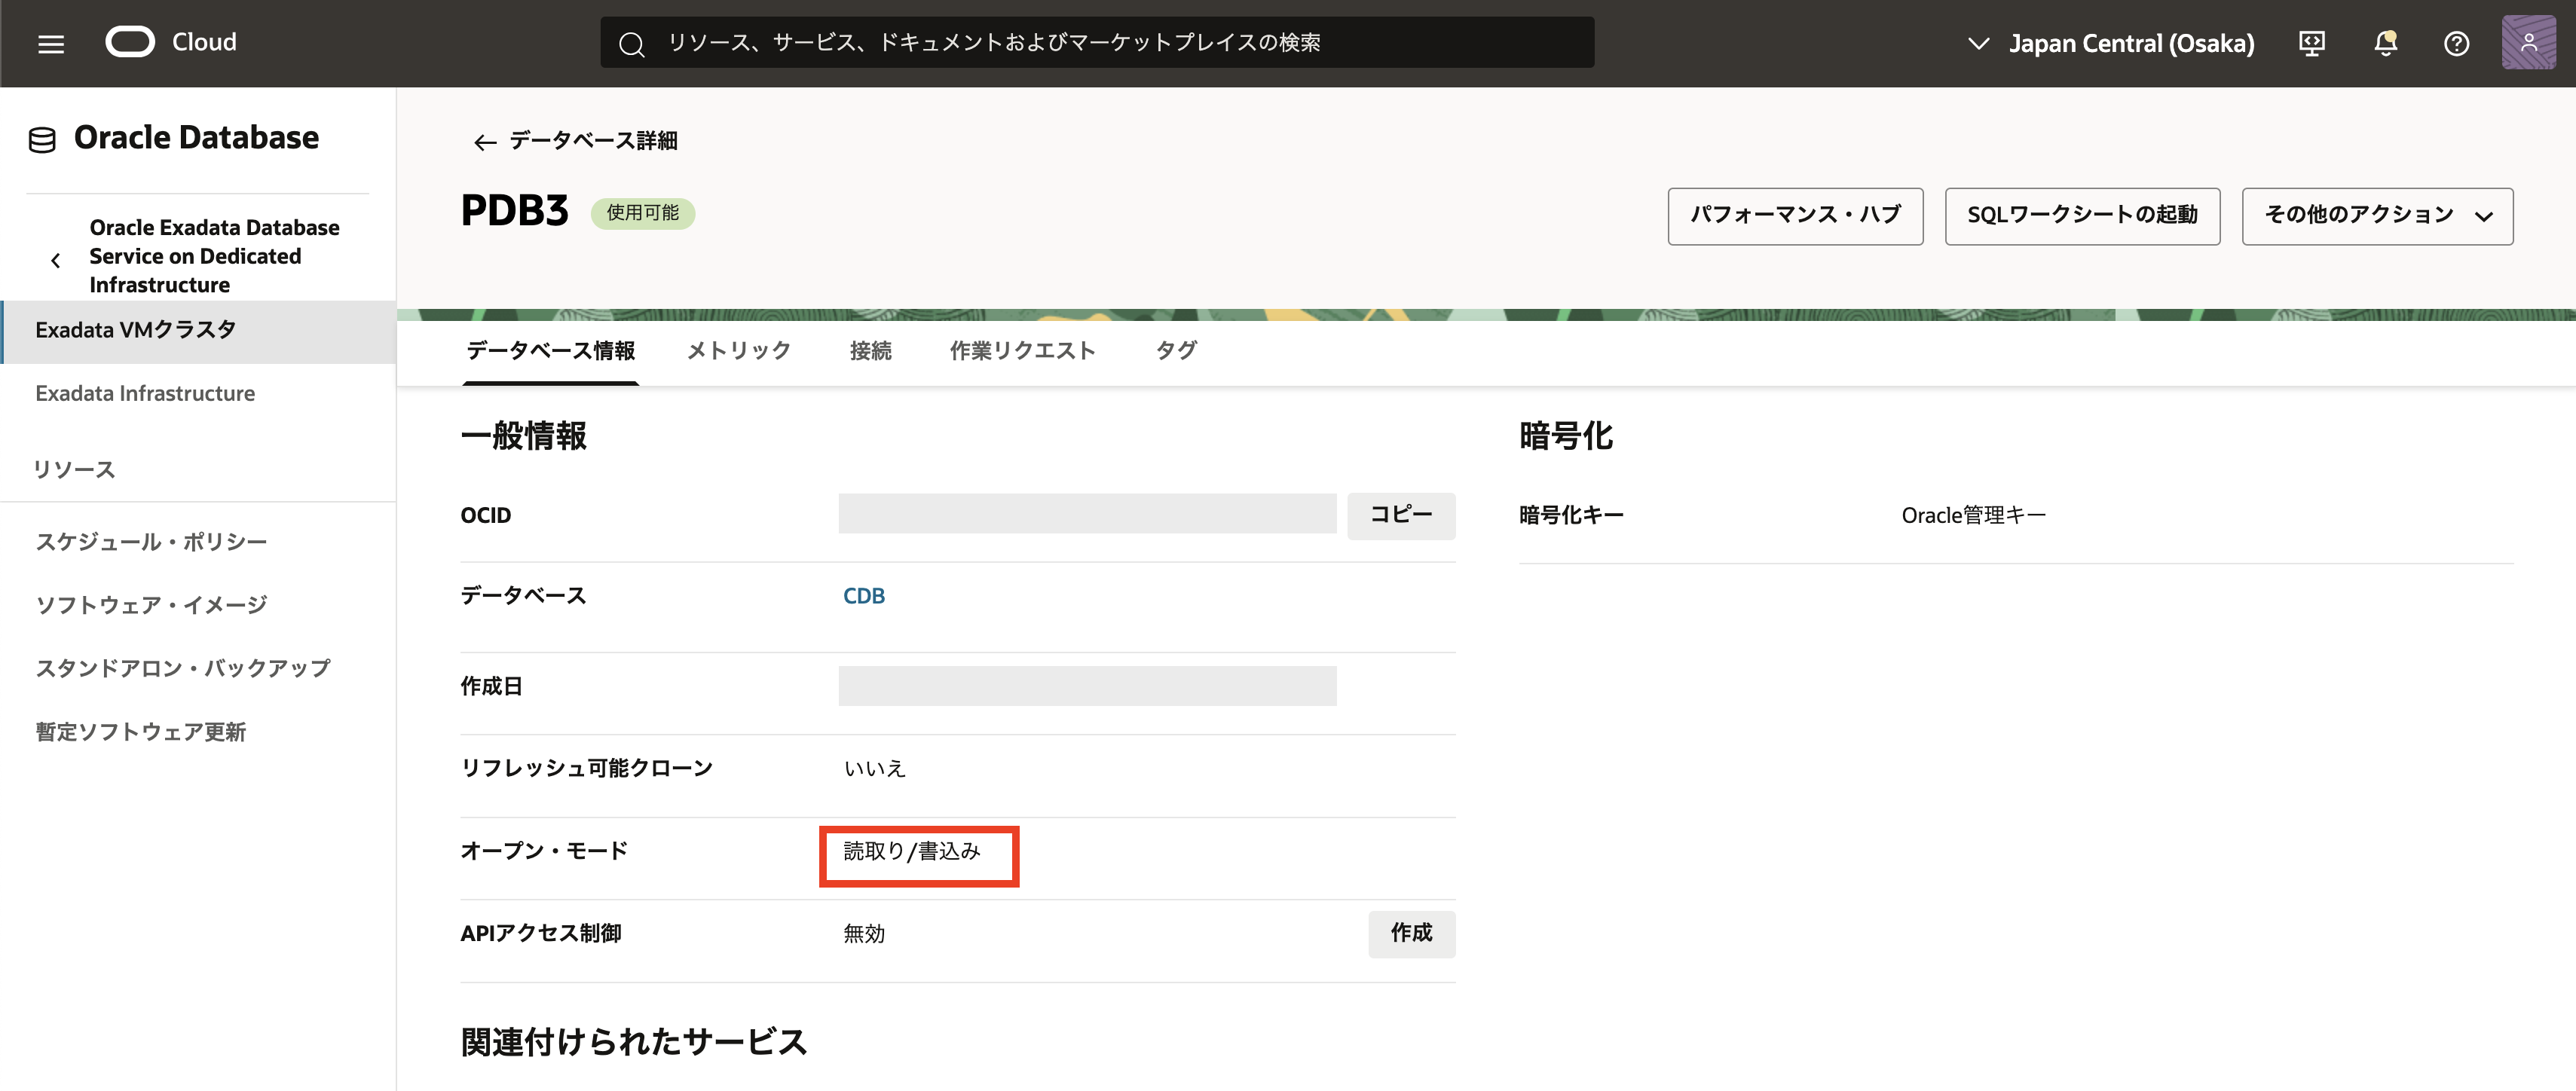 Cloud
リソース、サービス、ドキュメントおよびマーケットプレイスの検索
Japan Central (Osaka)
Oracle Database
Oracle Exadata Database
Service on Dedicated
Infrastructure
Exadata VMクラスタ
Exadata Infrastructure
リソース
スケジュール・ポリシー
ソフトウェア・イメージ
スタンドアロン・バックアップ
暫定ソフトウェア更新
データベース詳細
PDB3
使用可能
パフォーマンス・ハブ
SQLワークシートの起動
その他のアクション
データベース情報
メトリック
接続
作業リクエスト
タグ
一般情報
OCID
コピー
データベース
CDB
作成日
リフレッシュ可能クローン
いいえ
オープン・モード
読取り/書込み
APIアクセス制御
無効
作成
関連付けられたサービス
暗号化
暗号化キー
Oracle管理キー